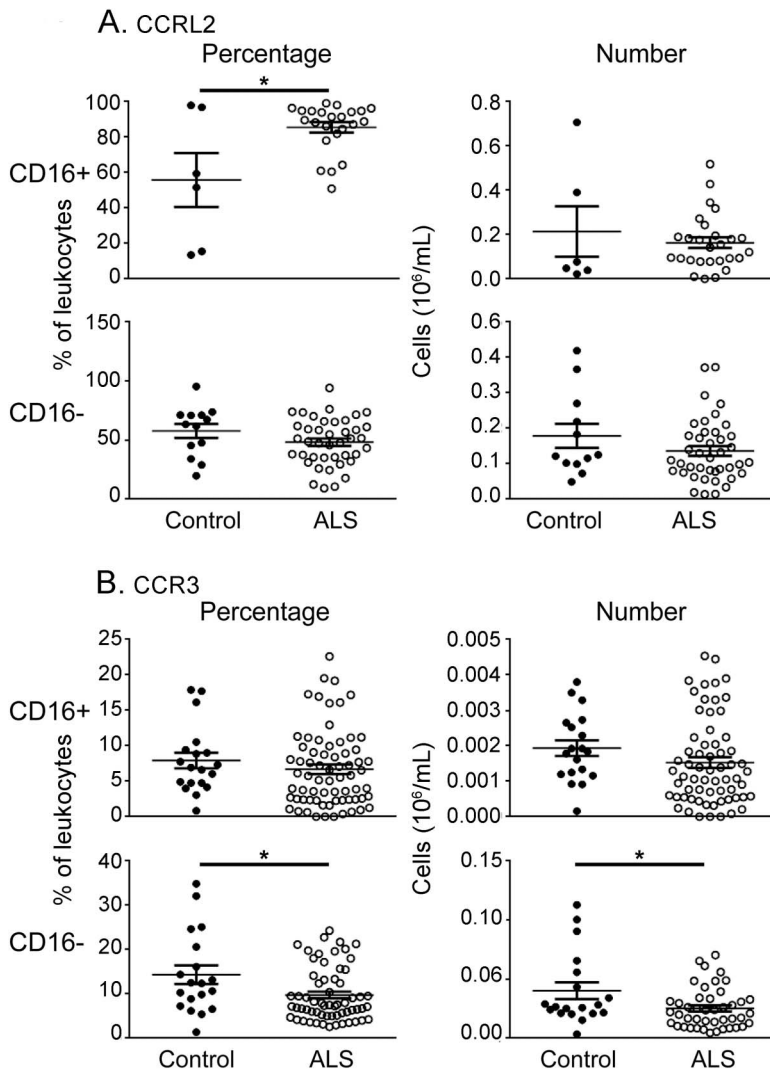 A. CCRL2
Percentage
Number
*
100
80
60
40
20
0
CD16+
0.8
0.6
0.4
0.2
0.0
% of leukocytes
Cells (10⁶/mL)
150
100
50
0
CD16-
0.6
0.5
0.4
0.3
0.2
0.1
0.0
Control
ALS
Control
ALS
B. CCR3
Percentage
Number
25
20
15
10
5
0
CD16+
0.005
0.004
0.003
0.002
0.001
0.000
% of leukocytes
Cells (10⁶/mL)
*
*
40
30
20
10
0
CD16-
0.15
0.10
0.06
0.00
Control
ALS
Control
ALS